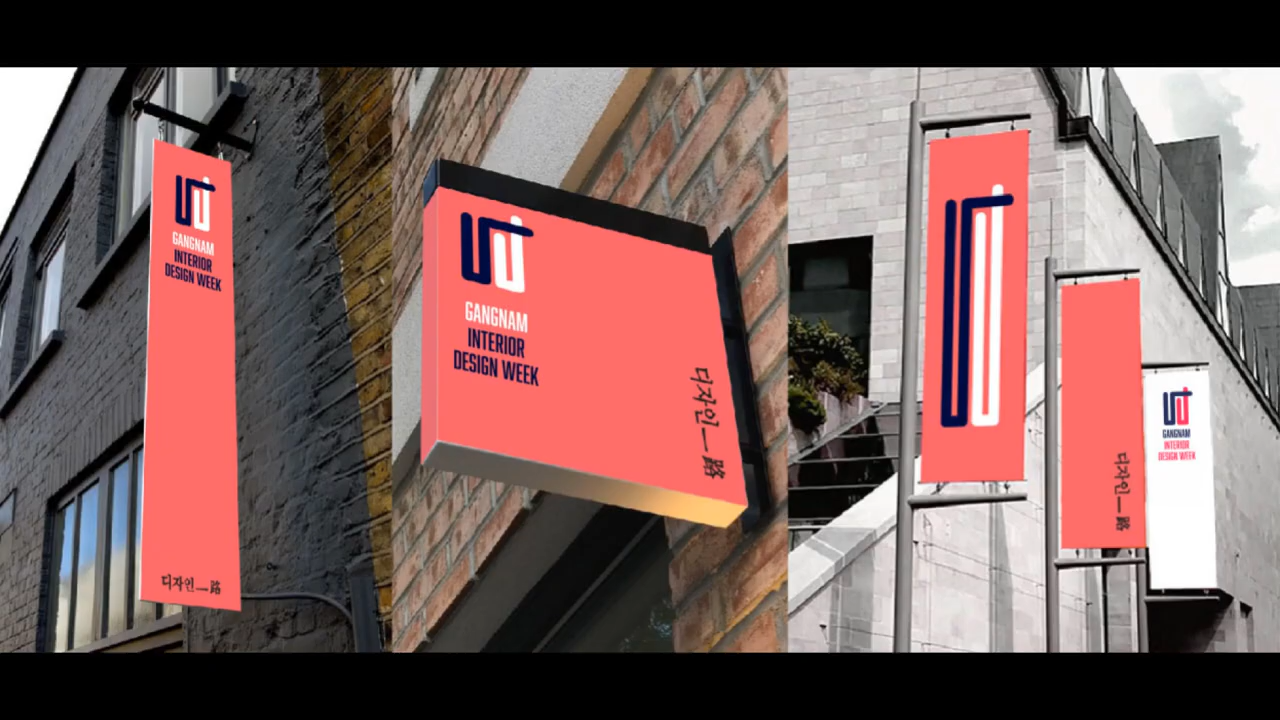 GANGNAM
INTERIOR
DESIGN WEEK
디자인一路
GANGNAM
INTERIOR
DESIGN WEEK
디자인一路
디자인一路
GANGNAM
INTERIOR
DESIGN WEEK